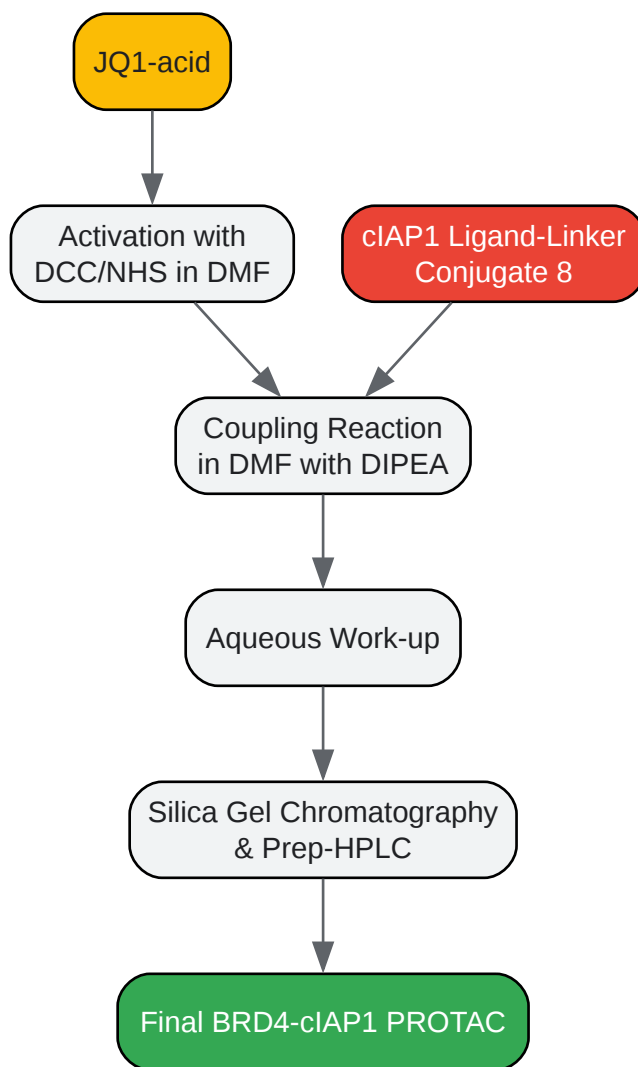 JQ1-acid
Activation with
DCC/NHS in DMF
cIAP1 Ligand-Linker
Conjugate 8
Coupling Reaction
in DMF with DIPEA
Aqueous Work-up
Silica Gel Chromatography
& Prep-HPLC
Final BRD4-cIAP1 PROTAC